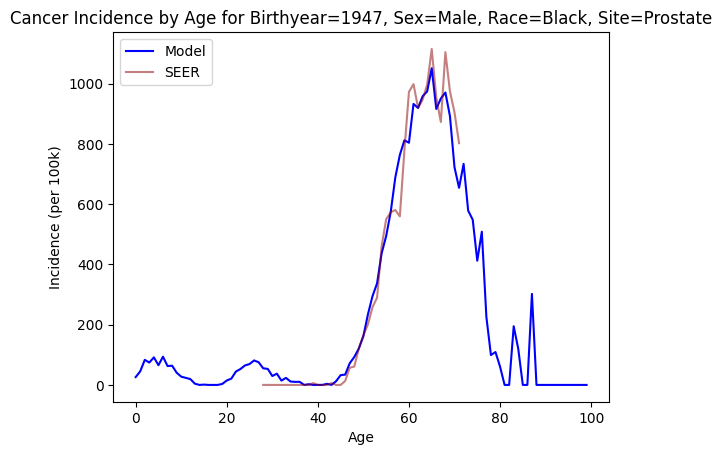 Cancer Incidence by Age for Birthyear=1947, Sex=Male, Race=Black, Site=Prostate
Model
SEER
1000
800
600
400
200
0
Incidence (per 100k)
0 20 40 60 80 100
Age